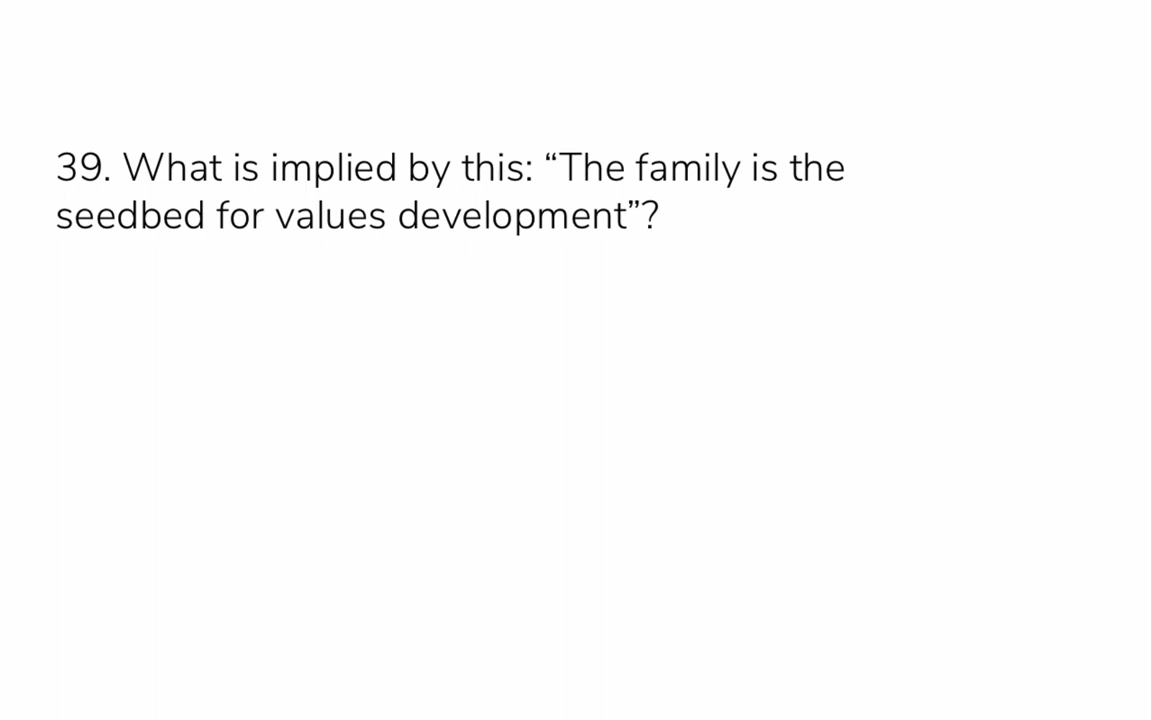 39. What is implied by this: “The family is the
seedbed for values development”?